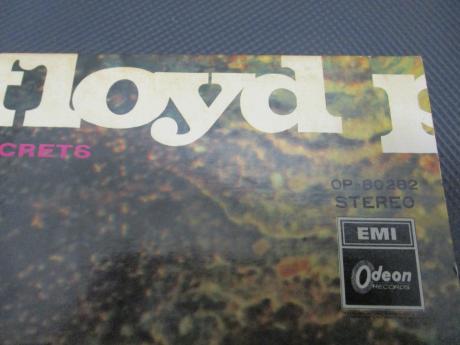 floyd p
CRETS
OP-80282
STEREO
EMI
Odeon
RECORDS